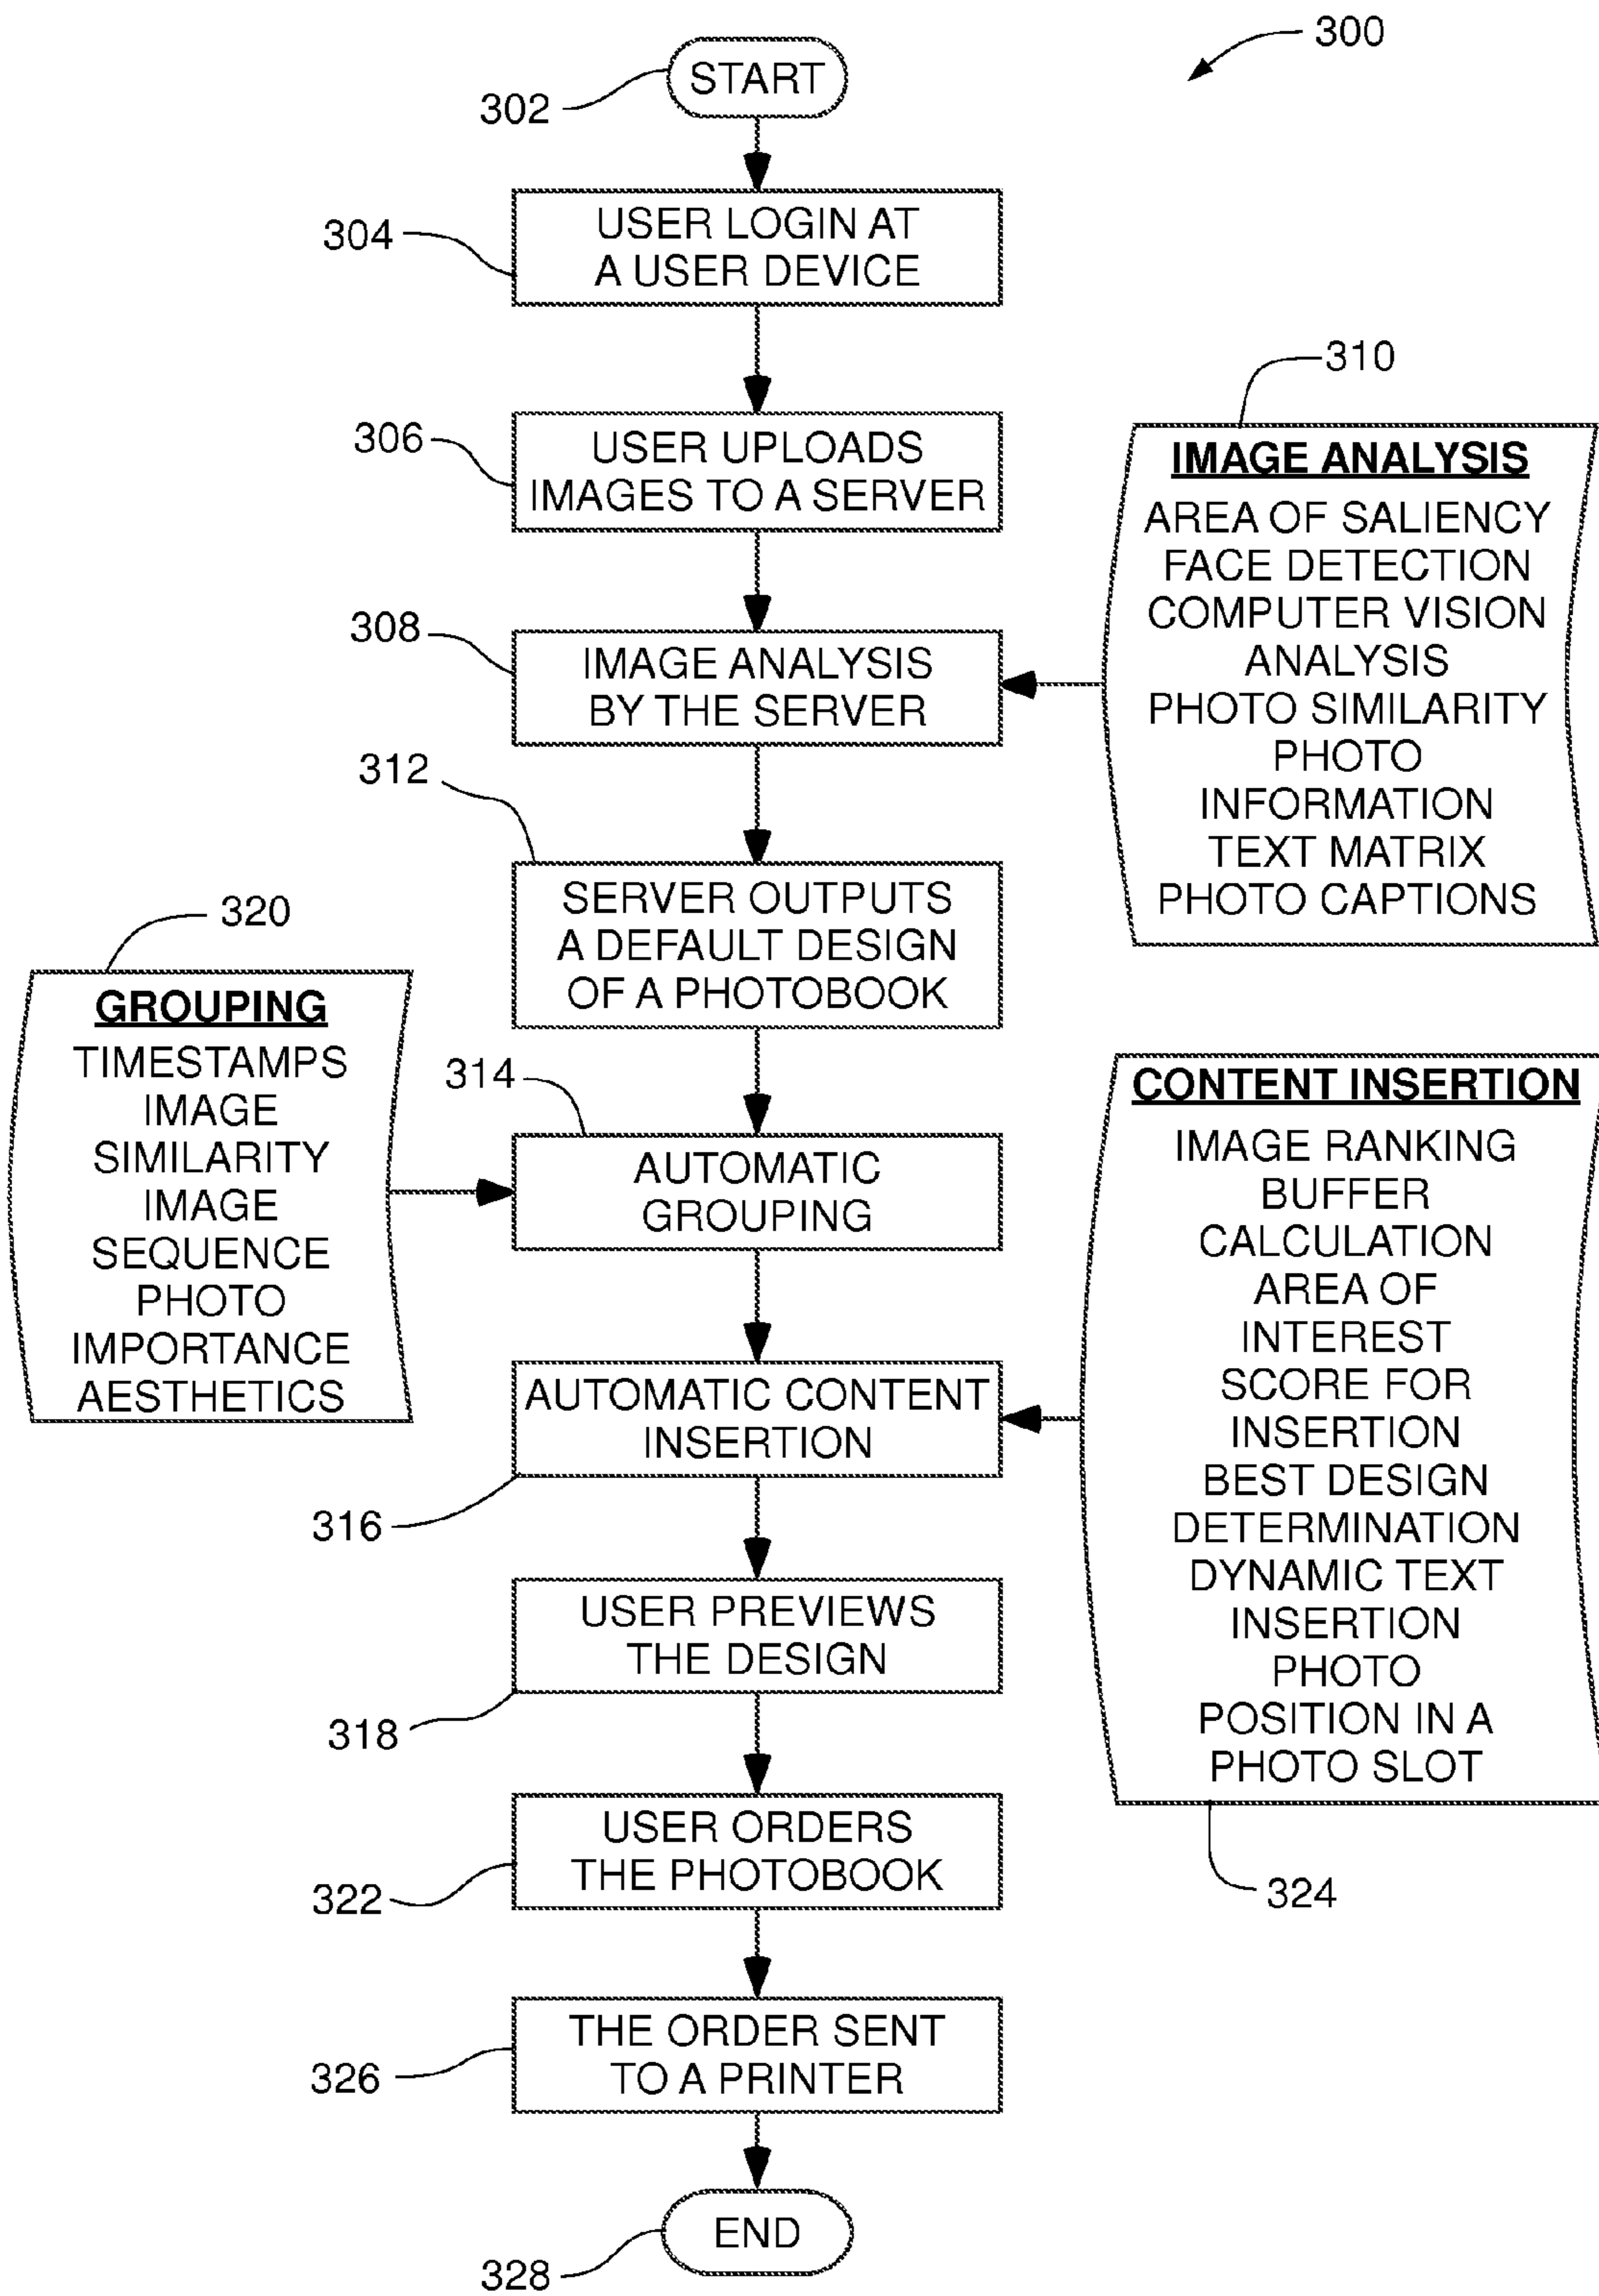 300
START
302
USER LOGIN AT
A USER DEVICE
304
USER UPLOADS
IMAGES TO A SERVER
306
IMAGE ANALYSIS
BY THE SERVER
308
310
IMAGE ANALYSIS
AREA OF SALIENCY
FACE DETECTION
COMPUTER VISION
ANALYSIS
PHOTO SIMILARITY
PHOTO
INFORMATION
TEXT MATRIX
PHOTO CAPTIONS
312
SERVER OUTPUTS
A DEFAULT DESIGN
OF A PHOTOBOOK
320
GROUPING
TIMESTAMPS
IMAGE
SIMILARITY
IMAGE
SEQUENCE
PHOTO
IMPORTANCE
AESTHETICS
314
AUTOMATIC
GROUPING
CONTENT INSERTION
IMAGE RANKING
BUFFER
CALCULATION
AREA OF
INTEREST
SCORE FOR
INSERTION
BEST DESIGN
DETERMINATION
DYNAMIC TEXT
INSERTION
PHOTO
POSITION IN A
PHOTO SLOT
324
AUTOMATIC CONTENT
INSERTION
316
USER PREVIEWS
THE DESIGN
318
USER ORDERS
THE PHOTOBOOK
322
THE ORDER SENT
TO A PRINTER
326
END
328